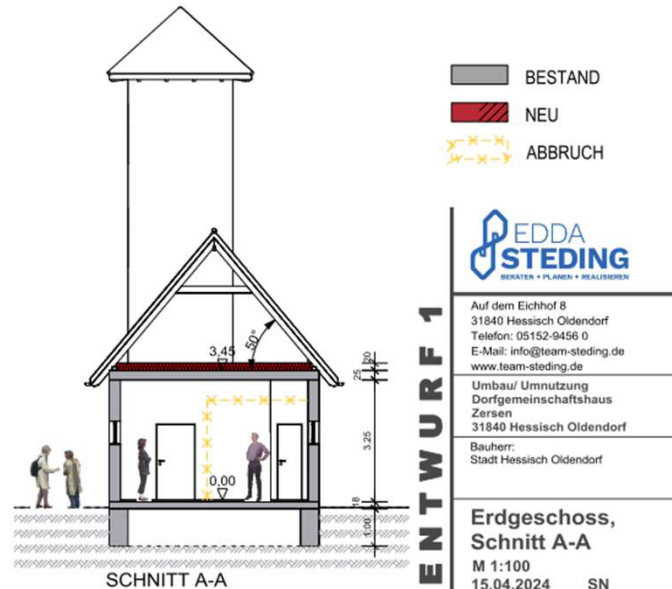 BESTAND
NEU
ABBRUCH
50°
3,45
20
25
3.25
0,00
18
1.00
SCHNITT A-A
ENTWURF 1
EDDA
STEDING
BERATEN • PLANEN • REALISIEREN
Auf dem Eichhof 8
31840 Hessisch Oldendorf
Telefon: 05152-9456 0
E-Mail: info@team-steding.de
www.team-steding.de
Umbau/ Umnutzung
Dorfgemeinschaftshaus
Zersen
31840 Hessisch Oldendorf
Bauherr:
Stadt Hessisch Oldendorf
Erdgeschoss,
Schnitt A-A
M 1:100
15.04.2024 SN